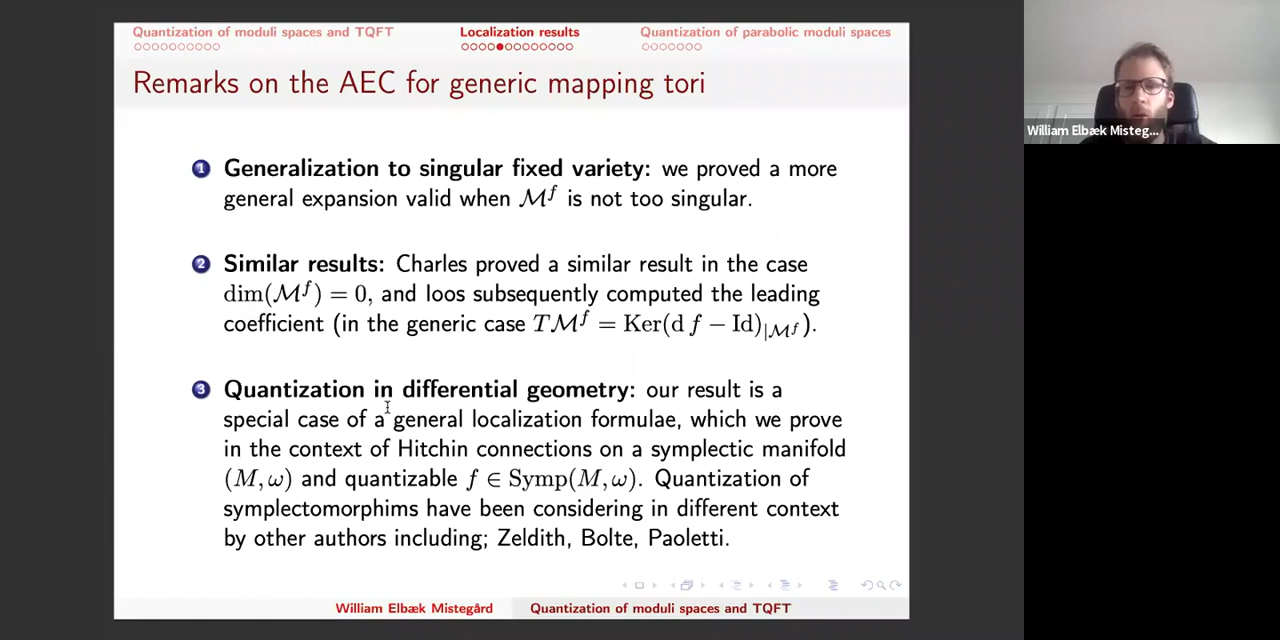 Quantization of moduli spaces and TQFT Localization results Quantization of parabolic moduli spaces
Remarks on the AEC for generic mapping tori
1 Generalization to singular fixed variety: we proved a more
general expansion valid when ℳ^f is not too singular.
2 Similar results: Charles proved a similar result in the case
dim(ℳ^f) = 0, and loos subsequently computed the leading
coefficient (in the generic case Tℳ^f = Ker(d f − Id)_{|ℳ^f}).
3 Quantization in differential geometry: our result is a
special case of a general localization formulae, which we prove
in the context of Hitchin connections on a symplectic manifold
(M, ω) and quantizable f ∈ Symp(M, ω). Quantization of
symplectomorphims have been considering in different context
by other authors including; Zeldith, Bolte, Paoletti.
William Elbæk Mistegård Quantization of moduli spaces and TQFT
William Elbæk Misteg...